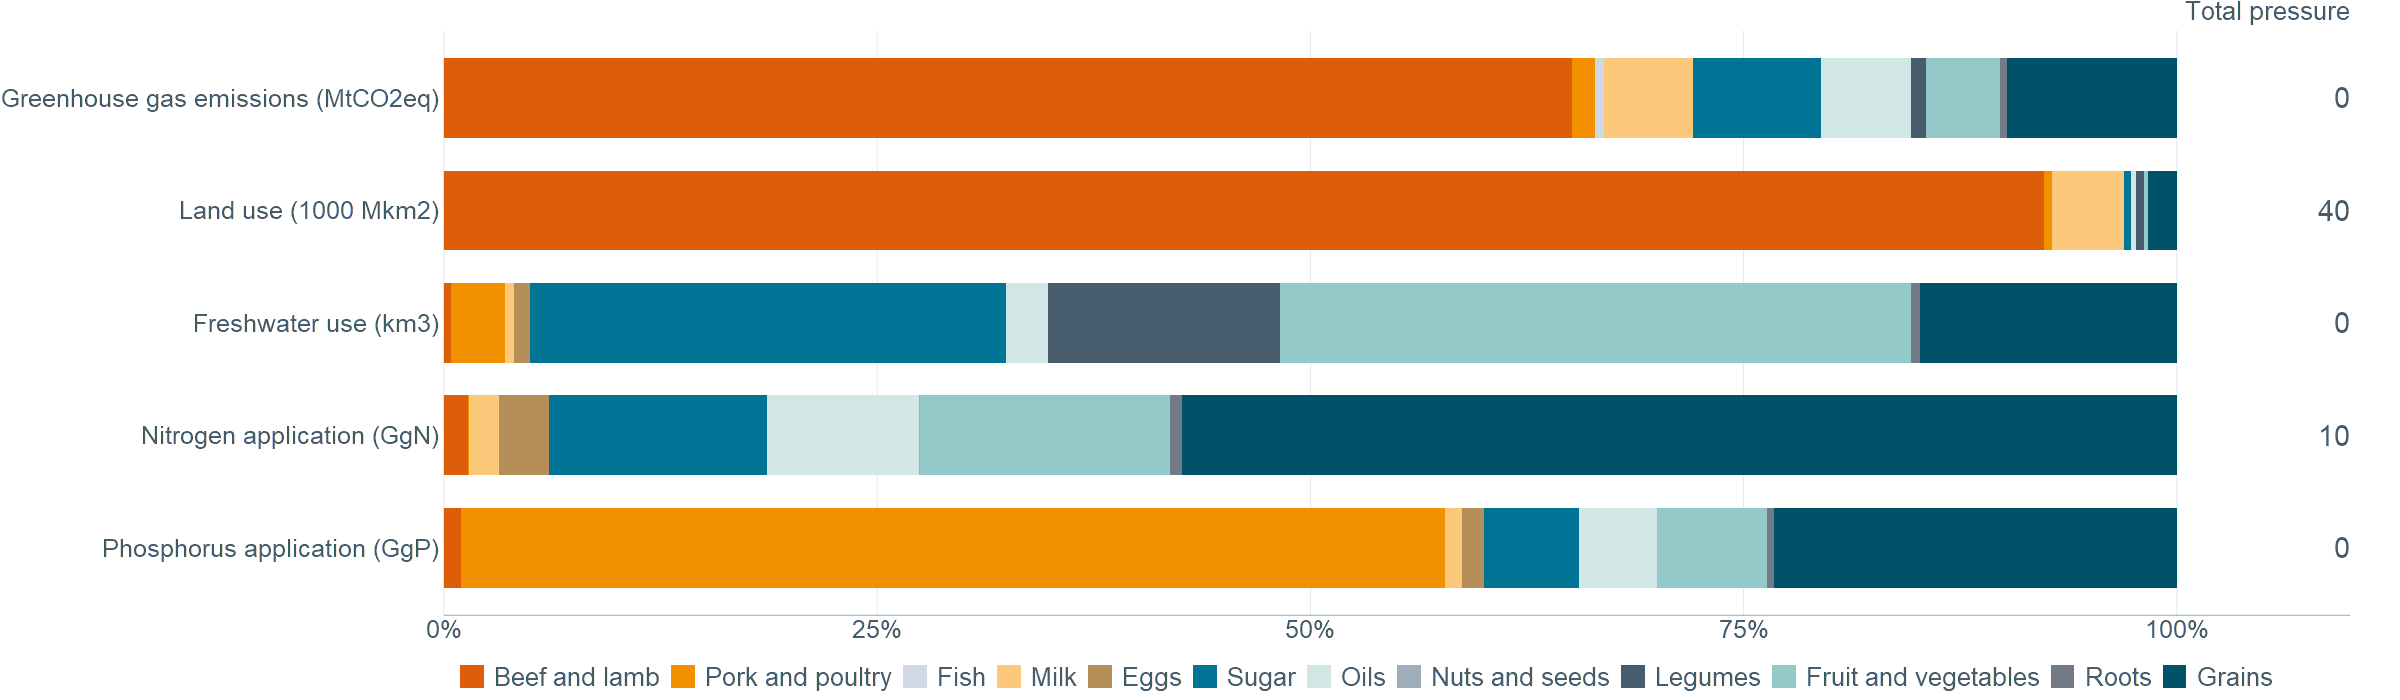 Total pressure
Greenhouse gas emissions (MtCO2eq) 0
Land use (1000 Mkm2) 40
Freshwater use (km3) 0
Nitrogen application (GgN) 10
Phosphorus application (GgP) 0
0% 25% 50% 75% 100%
Beef and lamb Pork and poultry Fish Milk Eggs Sugar Oils Nuts and seeds Legumes Fruit and vegetables Roots Grains